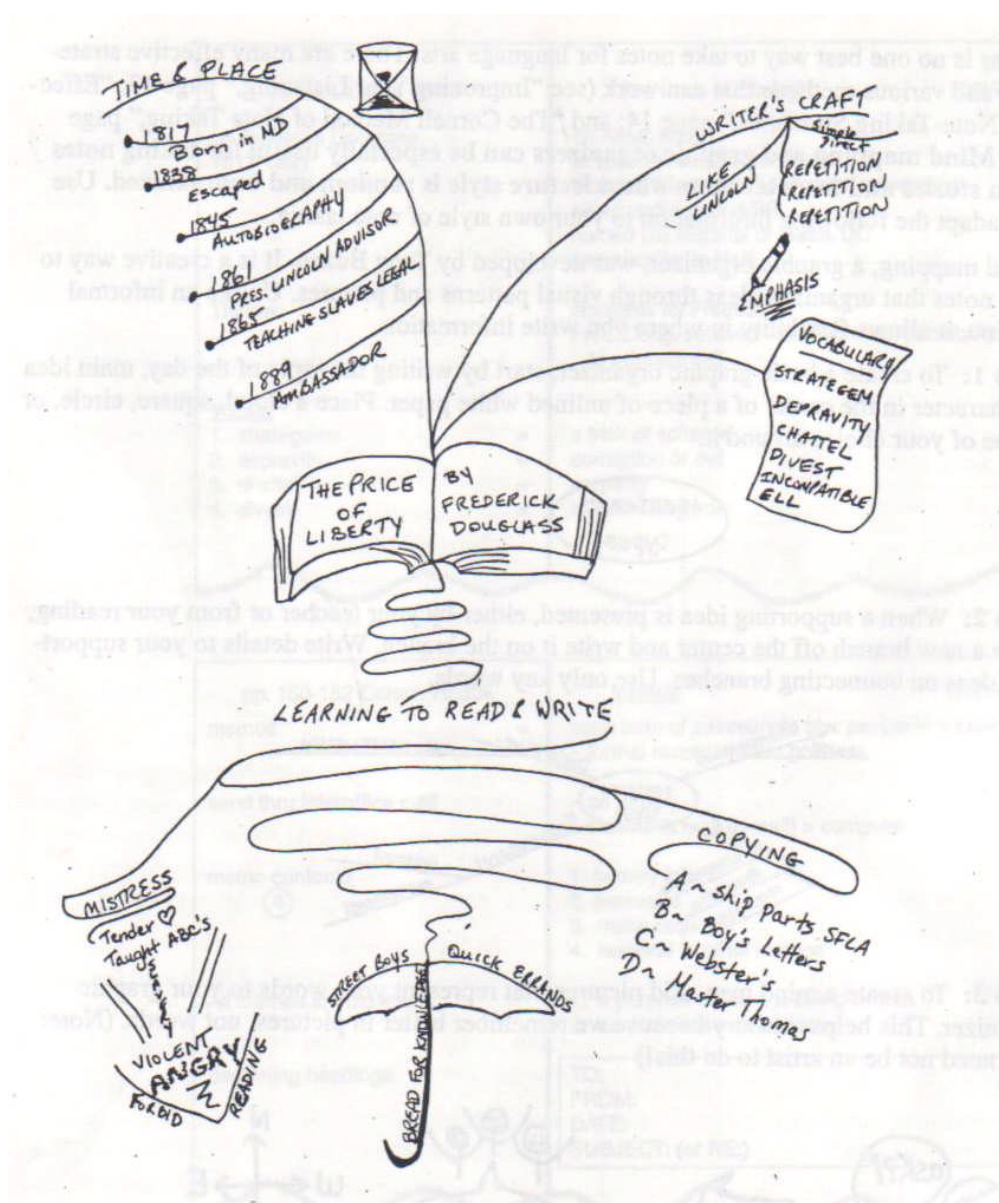 TIME & PLACE
1817
Born in MD
1838
Escaped
1845
AUTOBIOGRAPHY
1861
PRES. LINCOLN ADVISOR
1865
TEACHING SLAVES LEGAL
1889
AMBASSADOR
WRITER'S CRAFT
LIKE
LINCOLN
Simple
Direct
REPETITION
REPETITION
REPETITION
EMPHASIS
VOCABULARY
STRATEGEM
DEPRAVITY
CHATTEL
DIVEST
INCOMPATIBLE
ELL
THE PRICE
OF
LIBERTY
BY
FREDERICK
DOUGLASS
LEARNING TO READ & WRITE
MISTRESS
Tender
Taught ABC's
VIOLENT
ANGRY
FORBID
READING
STREET BOYS
QUICK ERRANDS
BREAD FOR KNOWLEDGE
COPYING
A ~ Ship Parts SFLA
B ~ Boy's Letters
C ~ Webster's
D ~ Master Thomas